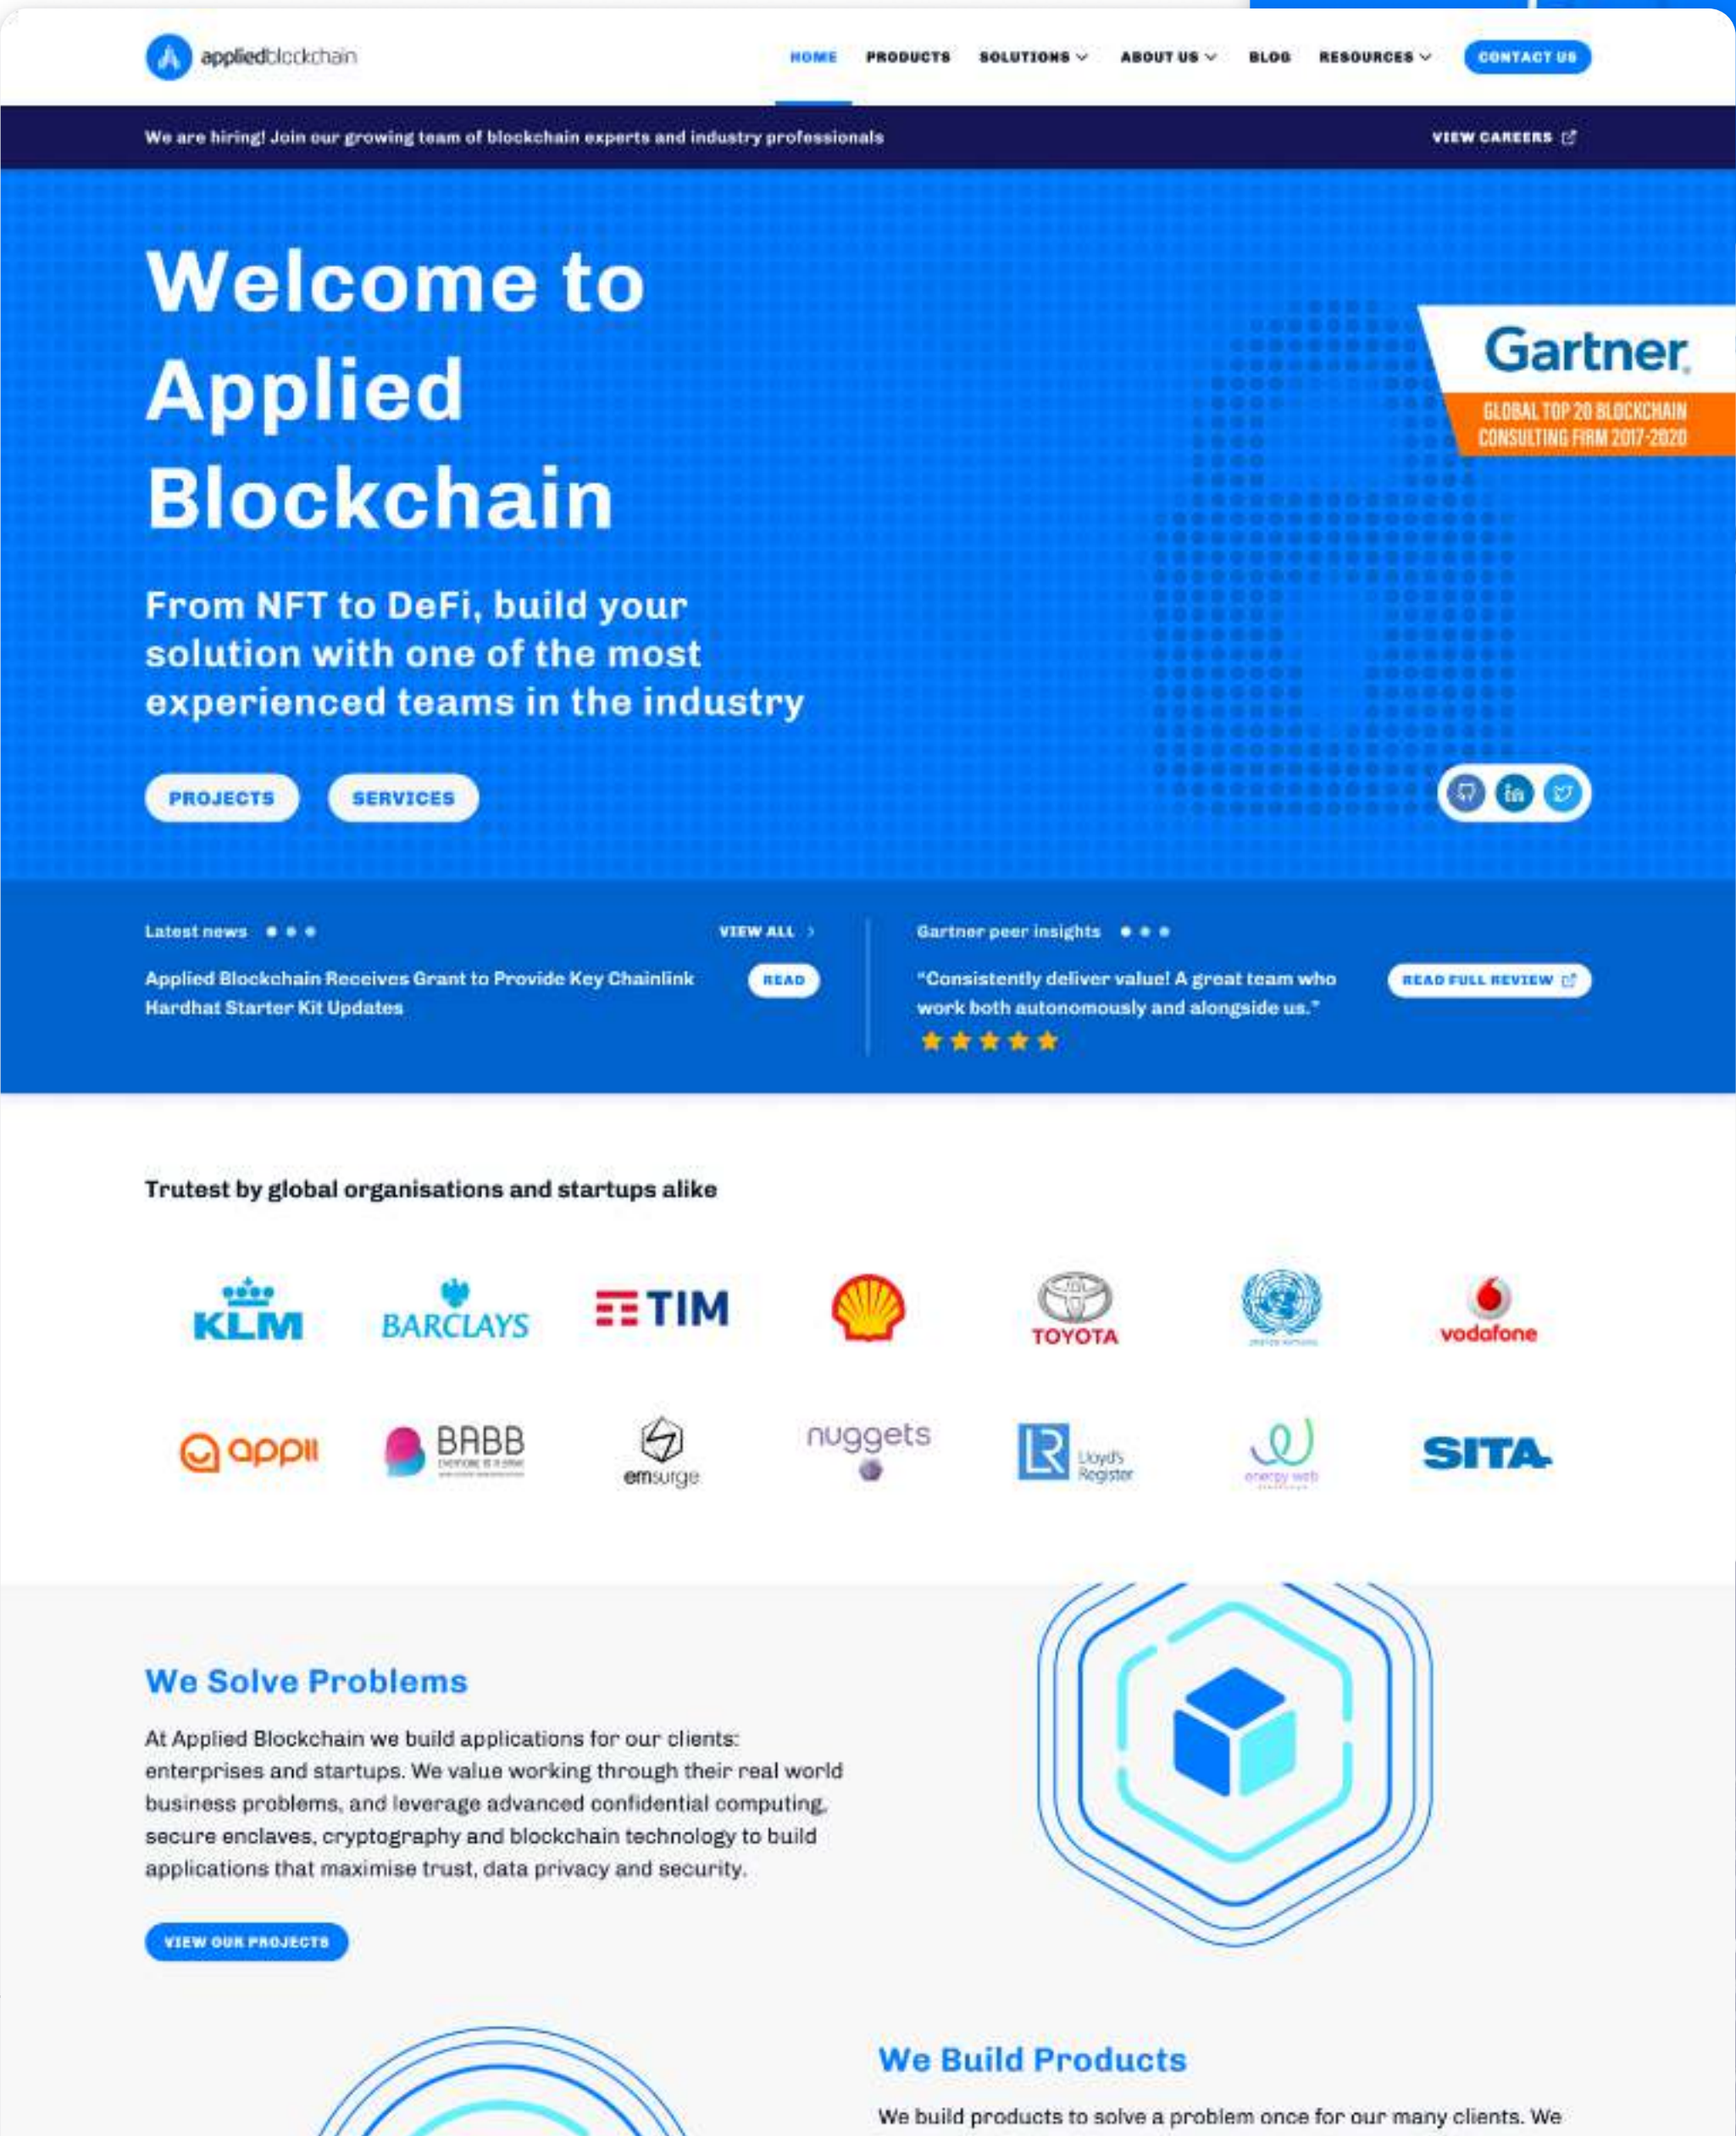 appliedblockchain
HOME PRODUCTS SOLUTIONS ABOUT US BLOG RESOURCES CONTACT US
We are hiring! Join our growing team of blockchain experts and industry professionals
VIEW CAREERS
Welcome to
Applied
Blockchain
From NFT to DeFi, build your
solution with one of the most
experienced teams in the industry
PROJECTS SERVICES
Gartner
GLOBAL TOP 20 BLOCKCHAIN
CONSULTING FIRM 2017-2020
in
Latest news
VIEW ALL
Applied Blockchain Receives Grant to Provide Key Chainlink
Hardhat Starter Kit Updates
READ
Gartner peer insights
"Consistently deliver value! A great team who
work both autonomously and alongside us."
READ FULL REVIEW
Trutest by global organisations and startups alike
KLM
BARCLAYS
TIM
TOYOTA
vodafone
appii
BABB
emsurge
nuggets
LR
Lloyd's
Register
energy web
SITA
We Solve Problems
At Applied Blockchain we build applications for our clients:
enterprises and startups. We value working through their real world
business problems, and leverage advanced confidential computing,
secure enclaves, cryptography and blockchain technology to build
applications that maximise trust, data privacy and security.
VIEW OUR PROJECTS
We Build Products
We build products to solve a problem once for our many clients. We